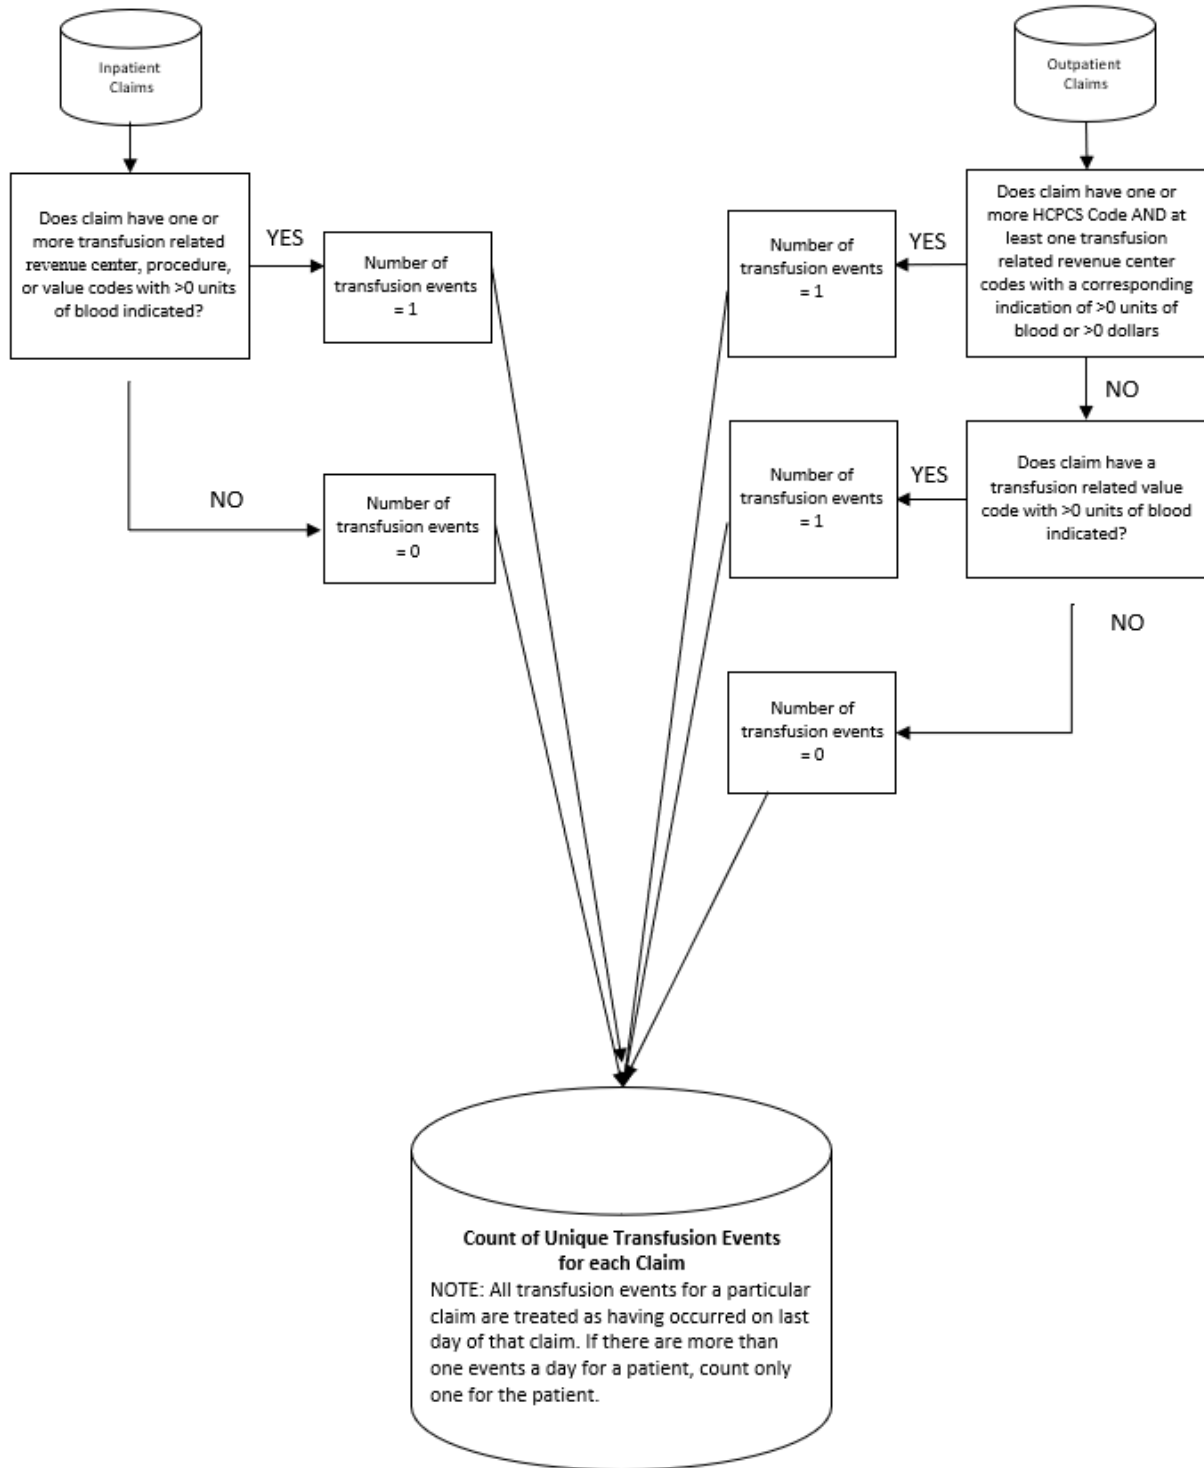 Inpatient
Claims
Outpatient
Claims
Does claim have one or
more transfusion related
revenue center, procedure,
or value codes with >0 units
of blood indicated?
YES
Number of
transfusion events
= 1
NO
Number of
transfusion events
= 0
Does claim have one or
more HCPCS Code AND at
least one transfusion
related revenue center
codes with a corresponding
indication of >0 units of
blood or >0 dollars
YES
Number of
transfusion events
= 1
NO
Does claim have a
transfusion related value
code with >0 units of blood
indicated?
YES
Number of
transfusion events
= 1
NO
Number of
transfusion events
= 0
Count of Unique Transfusion Events
for each Claim
NOTE: All transfusion events for a particular
claim are treated as having occurred on last
day of that claim. If there are more than
one events a day for a patient, count only
one for the patient.